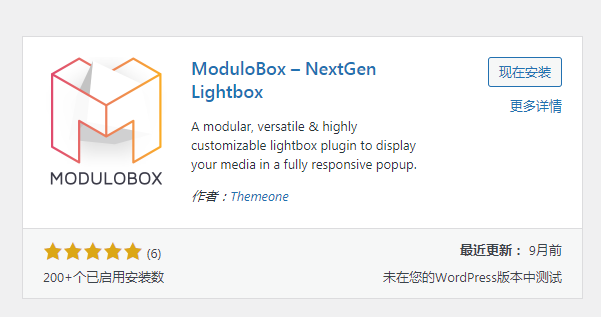 MODULOBOX
ModuloBox – NextGen
Lightbox
现在安装
更多详情
A modular, versatile & highly
customizable lightbox plugin to display
your media in a fully responsive popup.
作者：Themeone
(6)
最近更新： 9月前
200+个已启用安装数
未在您的WordPress版本中测试